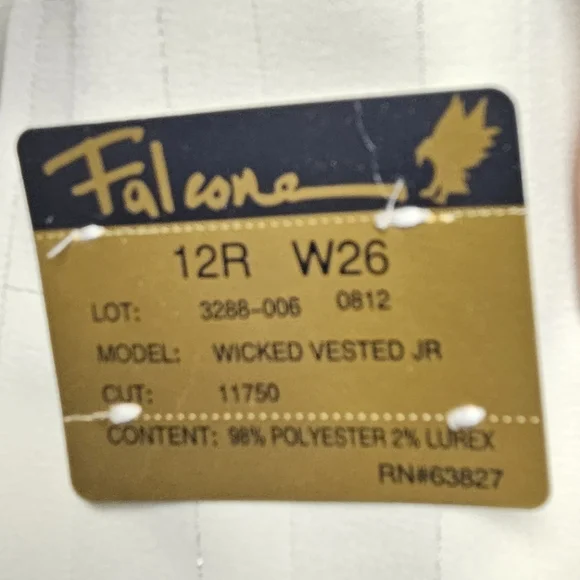 Falcone
12R W26
LOT: 3288-006 0812
MODEL: WICKED VESTED JR
CUT: 11750
CONTENT: 98% POLYESTER 2% LUREX
RN#63827